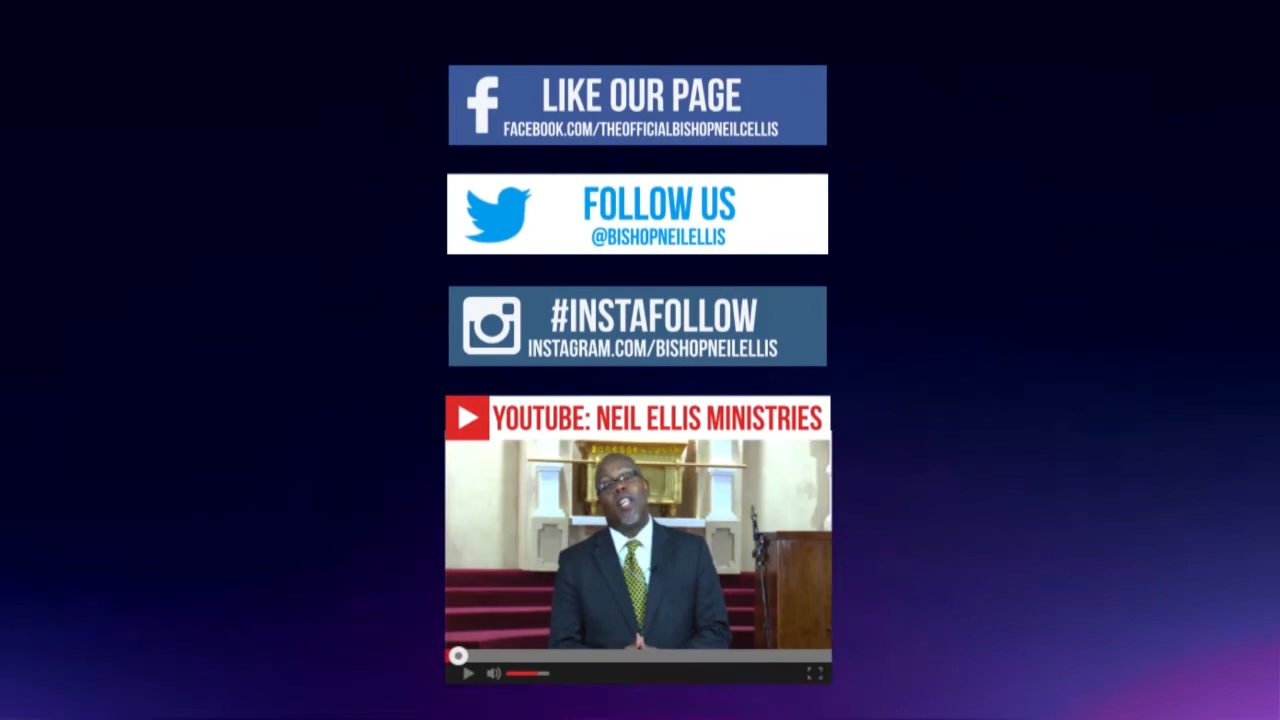 LIKE OUR PAGE
FACEBOOK.COM/THEOFFICIALBISHOPNEILCELLIS
FOLLOW US
@BISHOPNEILELLIS
#INSTAFOLLOW
INSTAGRAM.COM/BISHOPNEILELLIS
YOUTUBE: NEIL ELLIS MINISTRIES